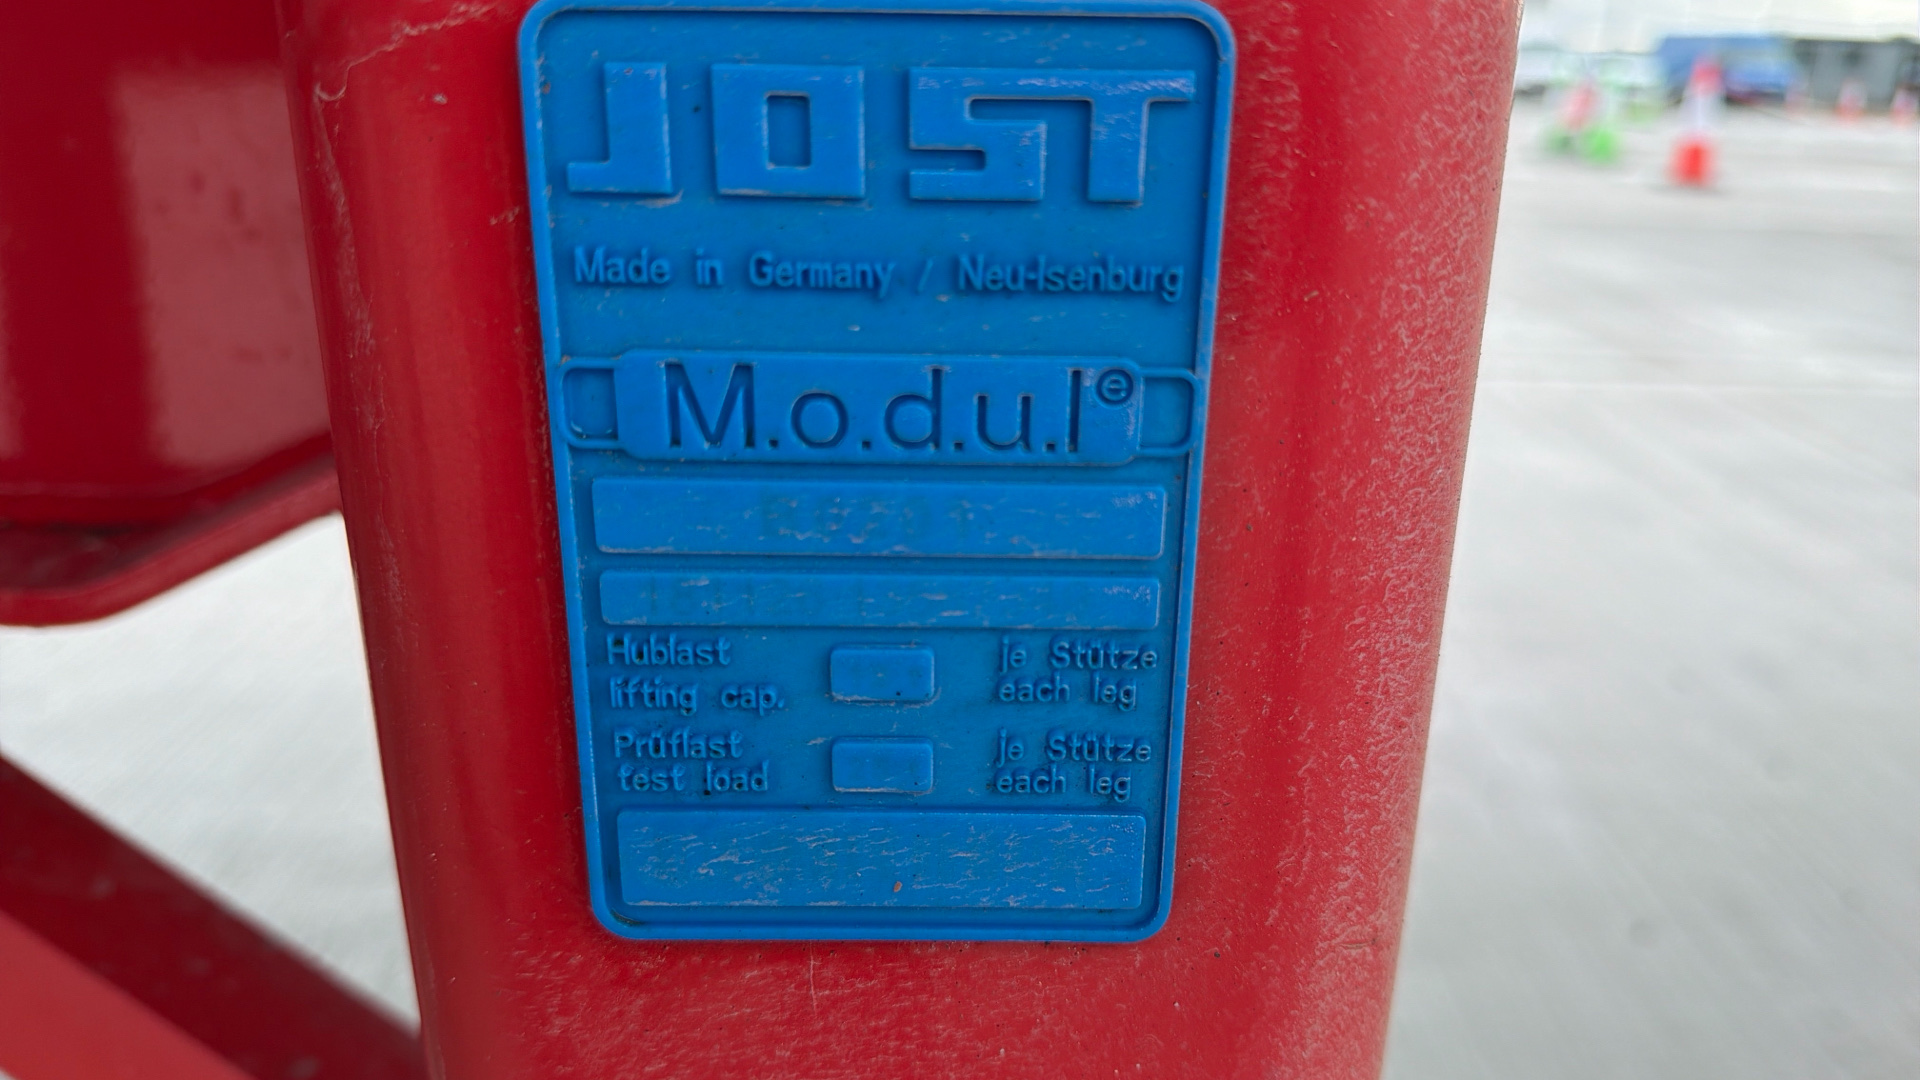 JOST
Made in Germany / Neu-Isenburg
M.o.d.u.l e
Hublast je Stütze
lifting cap. each leg
Prüflast je Stütze
test load each leg